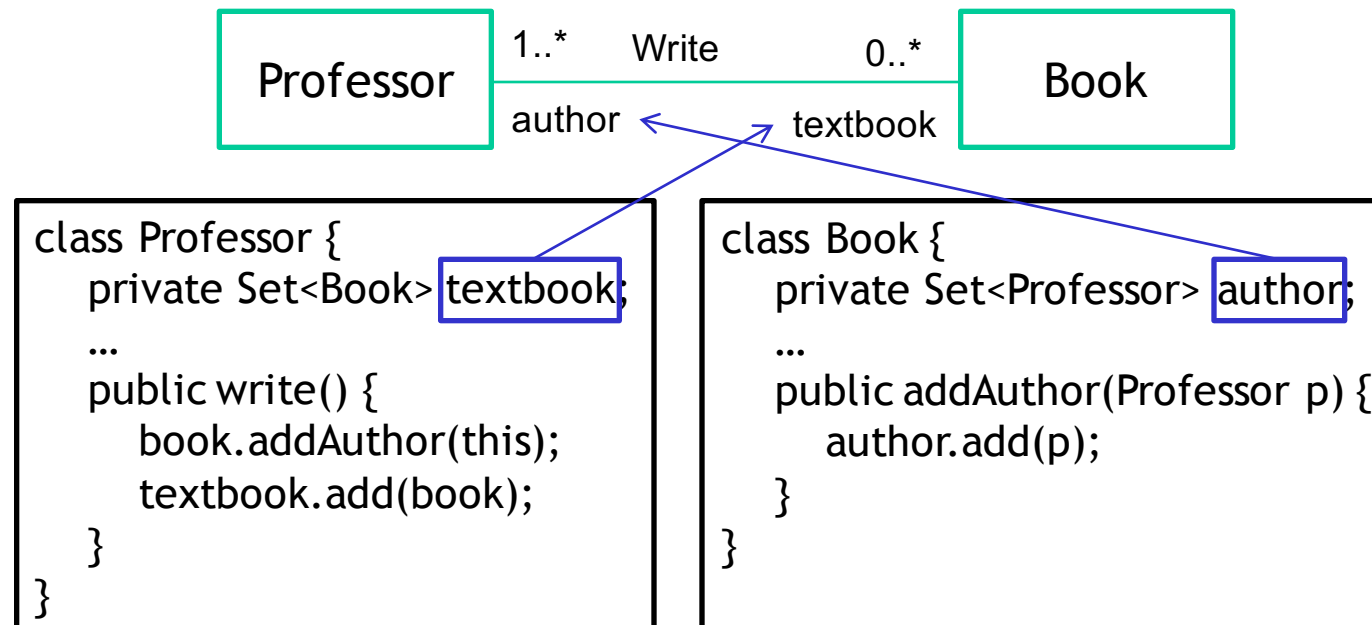 Professor
1..* Write 0..*
Book
author
textbook
class Professor {
private Set<Book> textbook;
…
public write() {
book.addAuthor(this);
textbook.add(book);
}
}
class Book {
private Set<Professor> author;
…
public addAuthor(Professor p) {
author.add(p);
}
}